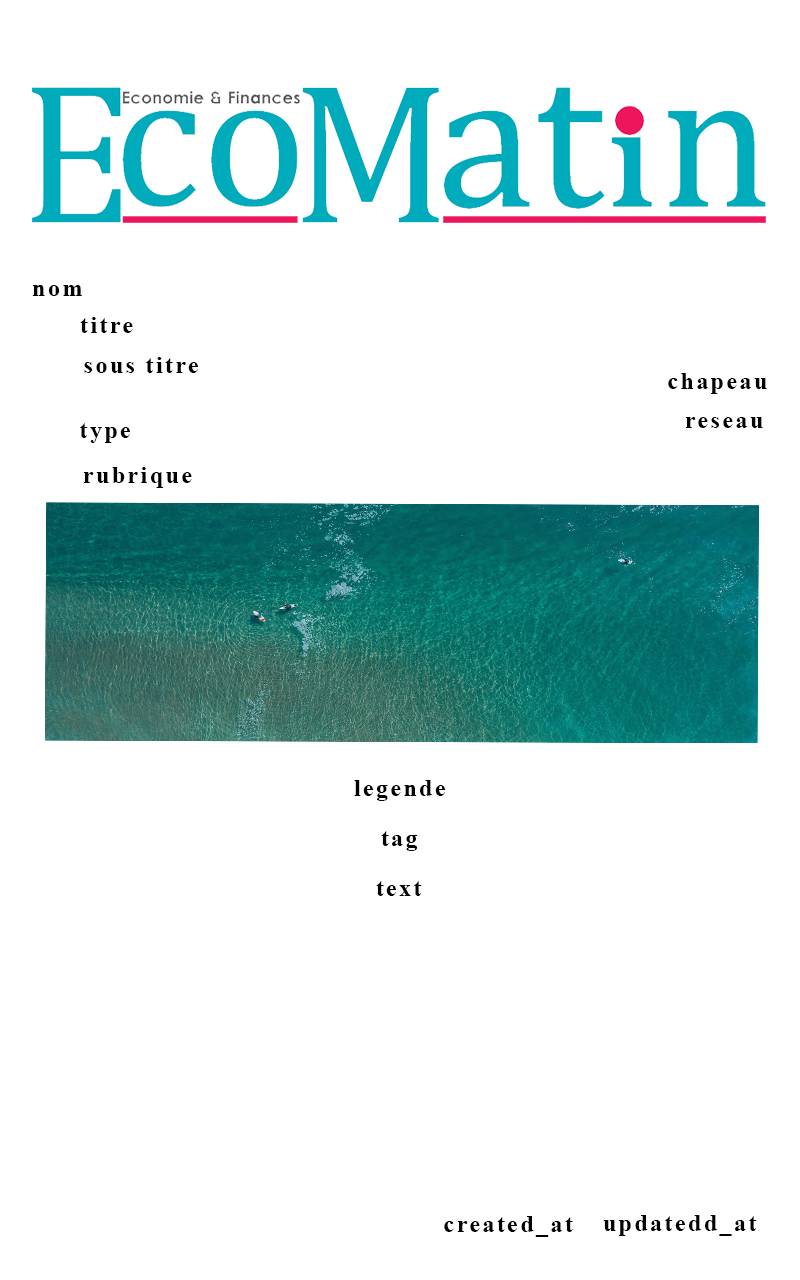 Economie & Finances
EcoMatin
nom
titre
sous titre
chapeau
reseau
type
rubrique
legende
tag
text
created_at updatedd_at